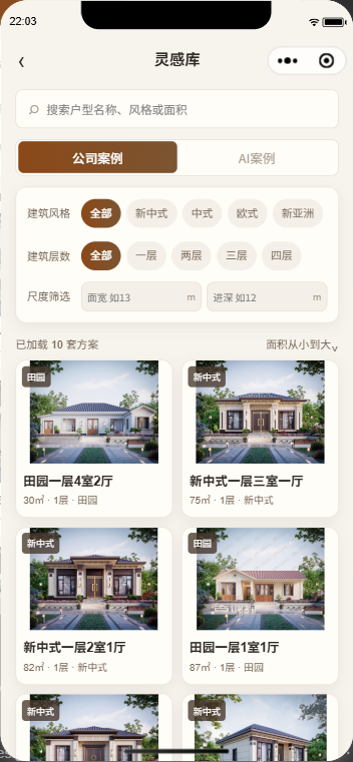 22:03
灵感库
搜索户型名称、风格或面积
公司案例 AI案例
建筑风格 全部 新中式 中式 欧式 新亚洲
建筑层数 全部 一层 两层 三层 四层
尺度筛选 面宽 如13 m 进深 如12 m
已加载 10 套方案 面积从小到大
田园 新中式
田园一层4室2厅 新中式一层三室一厅
30㎡ · 1层 · 田园 75㎡ · 1层 · 新中式
新中式 田园
新中式一层2室1厅 田园一层1室1厅
82㎡ · 1层 · 新中式 87㎡ · 1层 · 田园
新中式 新中式